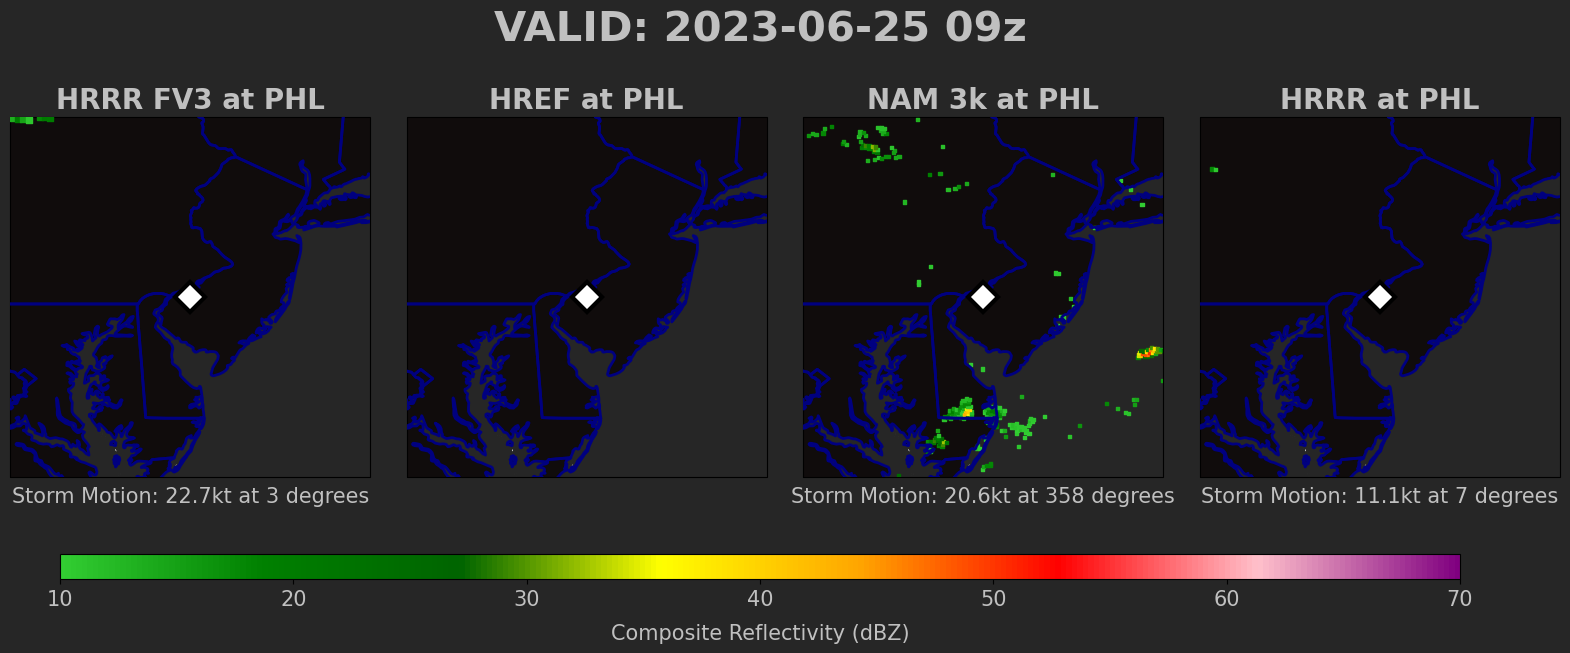 VALID: 2023-06-25 09z
HRRR FV3 at PHL
HREF at PHL
NAM 3k at PHL
HRRR at PHL
Storm Motion: 22.7kt at 3 degrees
Storm Motion: 20.6kt at 358 degrees
Storm Motion: 11.1kt at 7 degrees
10 20 30 40 50 60 70
Composite Reflectivity (dBZ)